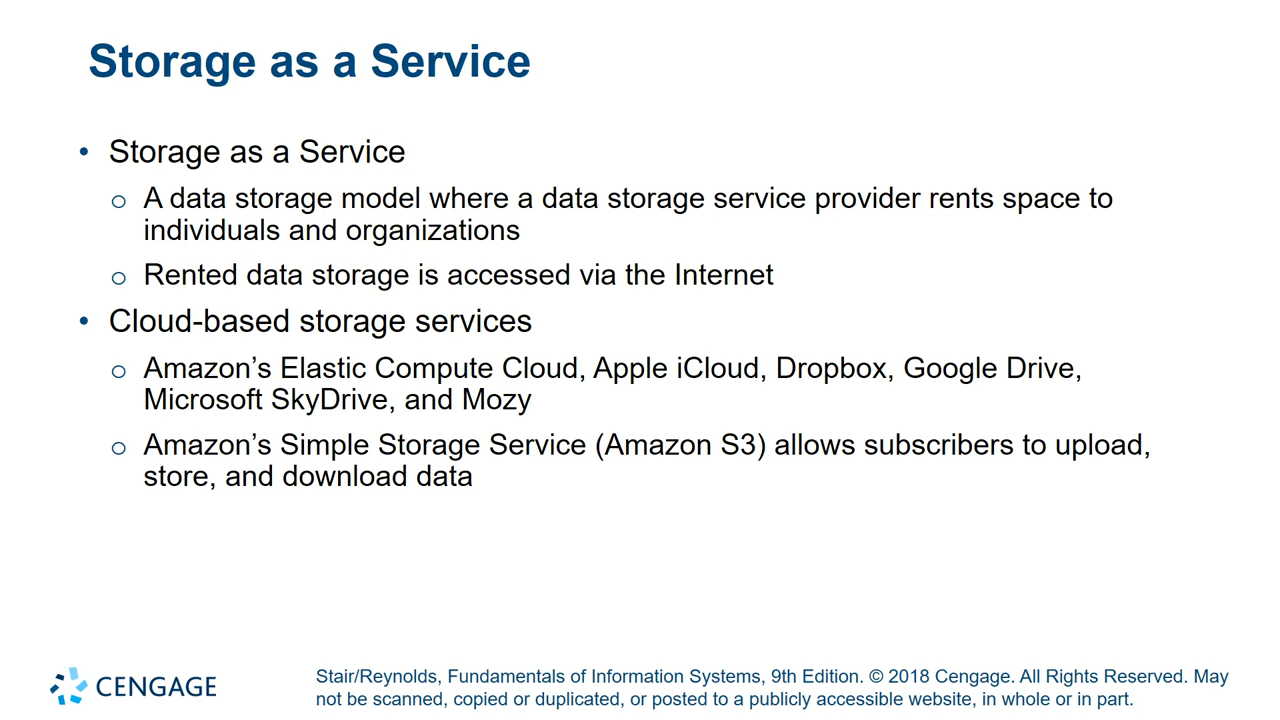 Storage as a Service
• Storage as a Service
o A data storage model where a data storage service provider rents space to
individuals and organizations
o Rented data storage is accessed via the Internet
• Cloud-based storage services
o Amazon’s Elastic Compute Cloud, Apple iCloud, Dropbox, Google Drive,
Microsoft SkyDrive, and Mozy
o Amazon’s Simple Storage Service (Amazon S3) allows subscribers to upload,
store, and download data
CENGAGE
Stair/Reynolds, Fundamentals of Information Systems, 9th Edition. © 2018 Cengage. All Rights Reserved. May
not be scanned, copied or duplicated, or posted to a publicly accessible website, in whole or in part.